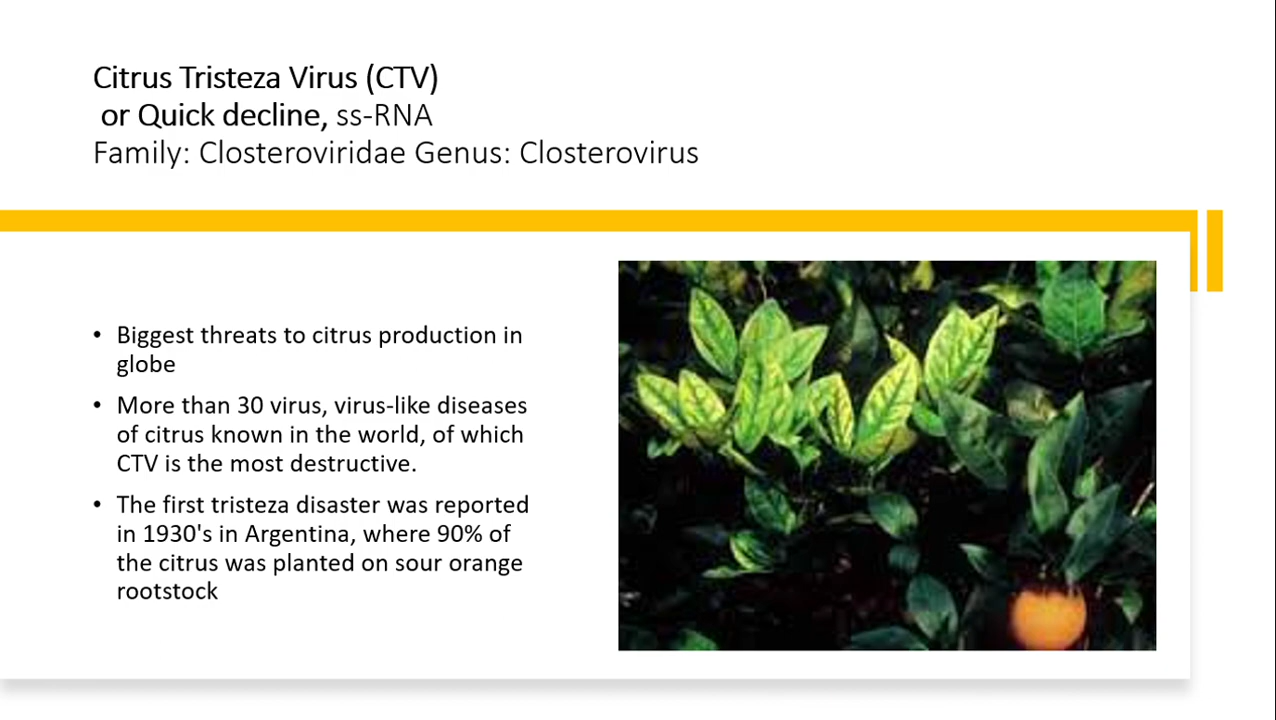 Citrus Tristeza Virus (CTV)
or Quick decline, ss-RNA
Family: Closteroviridae Genus: Closterovirus
• Biggest threats to citrus production in
globe
• More than 30 virus, virus-like diseases
of citrus known in the world, of which
CTV is the most destructive.
• The first tristeza disaster was reported
in 1930's in Argentina, where 90% of
the citrus was planted on sour orange
rootstock